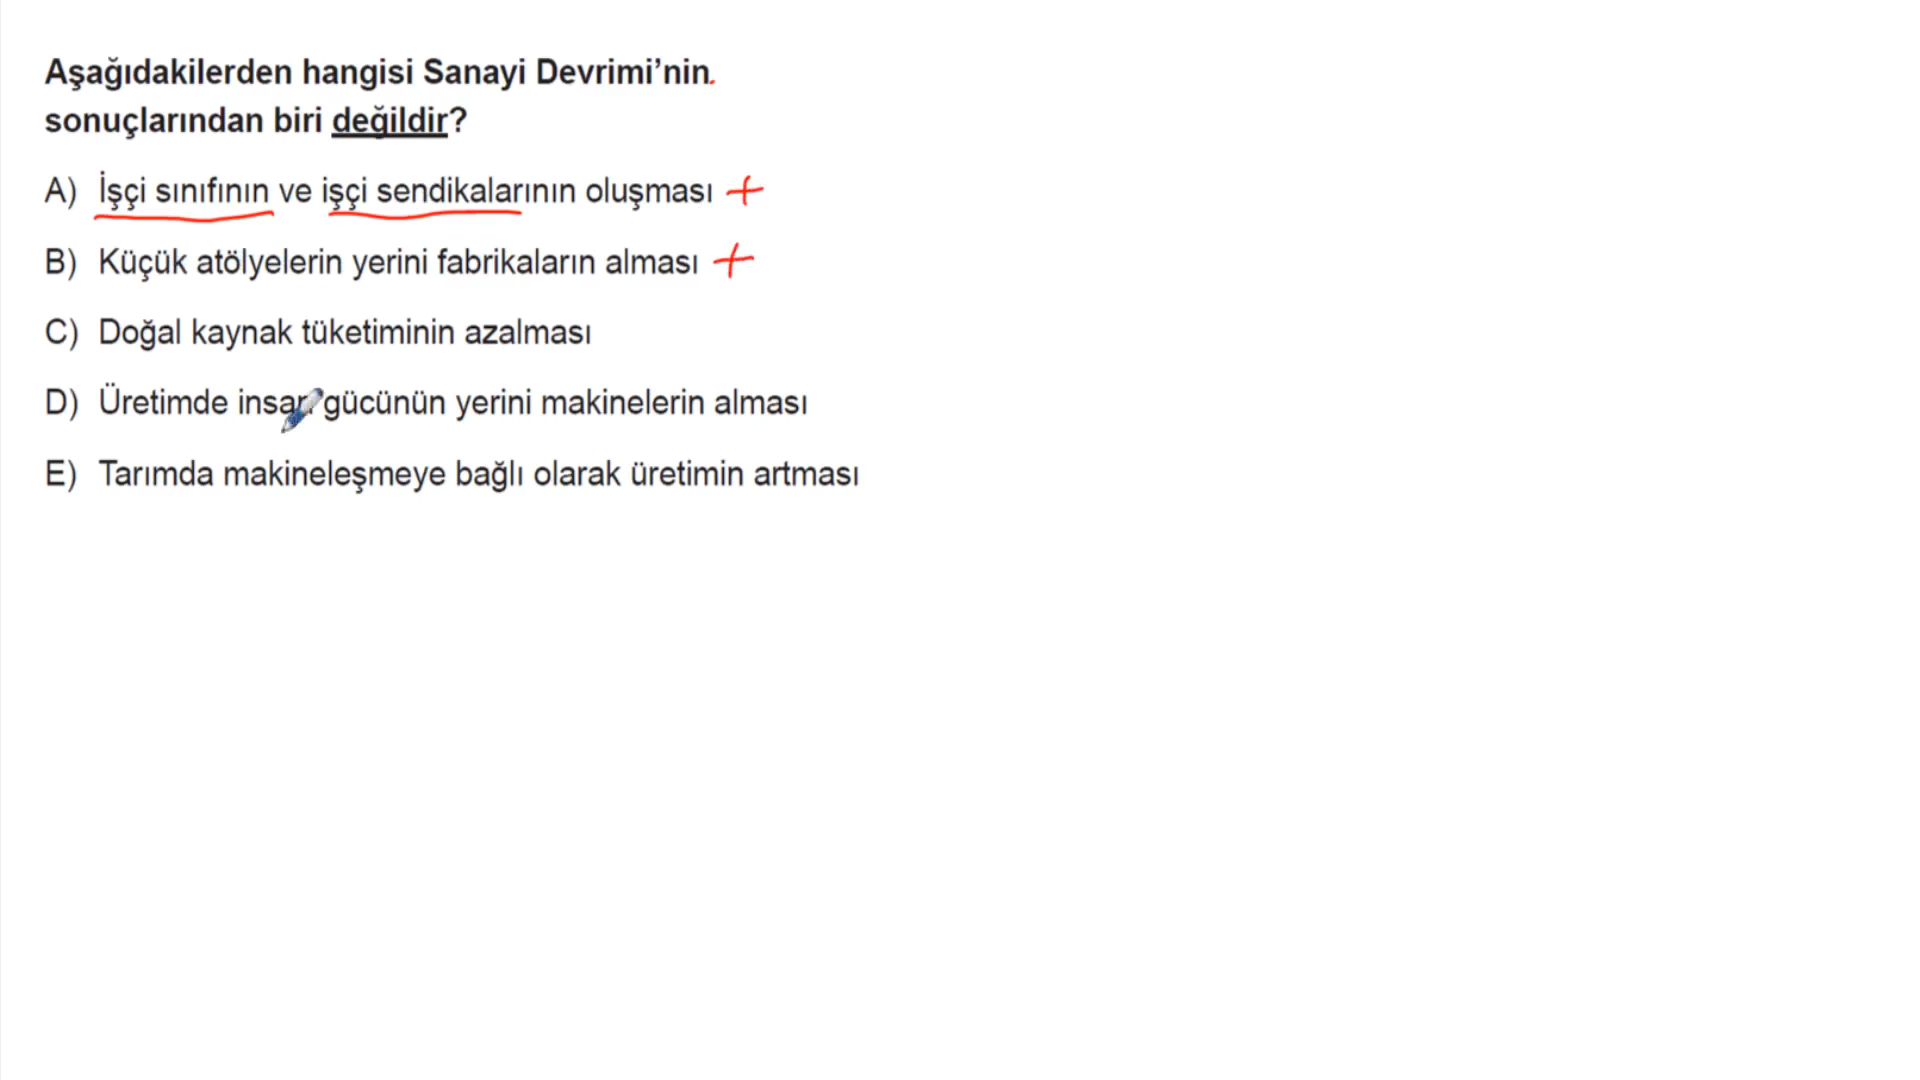 Aşağıdakilerden hangisi Sanayi Devrimi’nin
sonuçlarından biri değildir?
A) İşçi sınıfının ve işçi sendikalarının oluşması +
B) Küçük atölyelerin yerini fabrikaların alması +
C) Doğal kaynak tüketiminin azalması
D) Üretimde insan gücünün yerini makinelerin alması
E) Tarımda makineleşmeye bağlı olarak üretimin artması